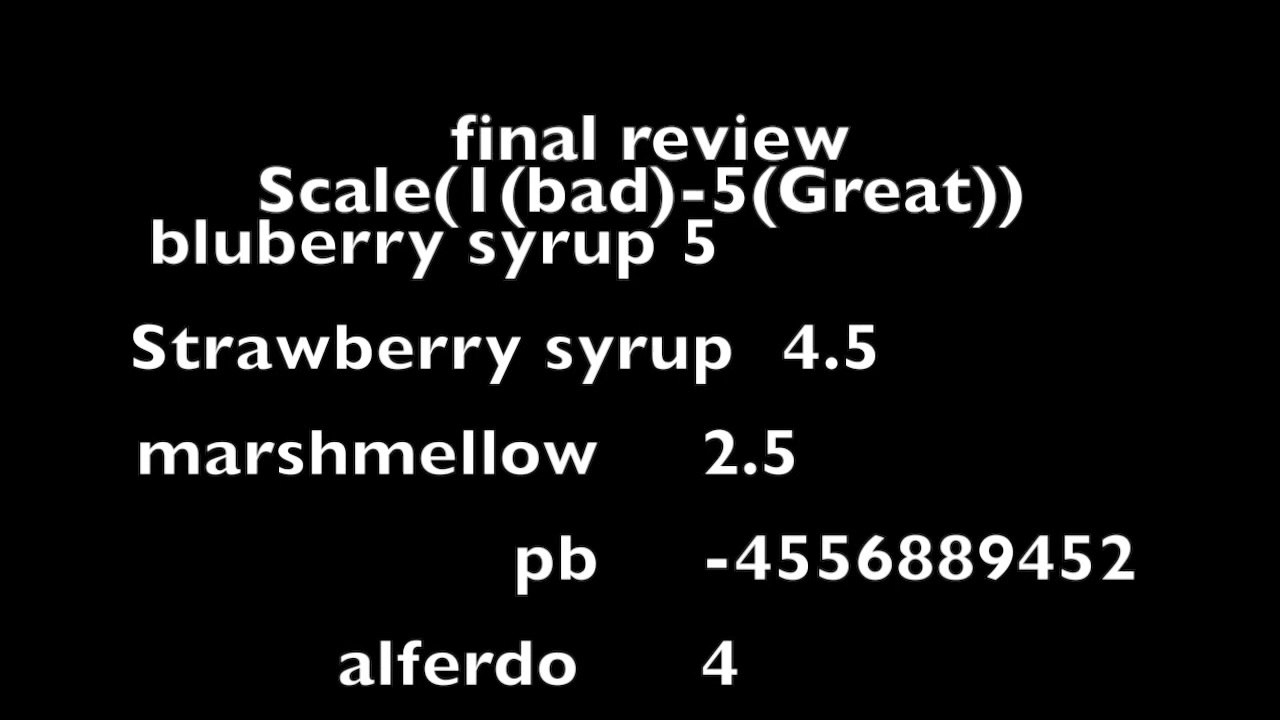 final review
Scale(1(bad)-5(Great))
bluberry syrup 5
Strawberry syrup 4.5
marshmellow 2.5
pb -4556889452
alferdo 4